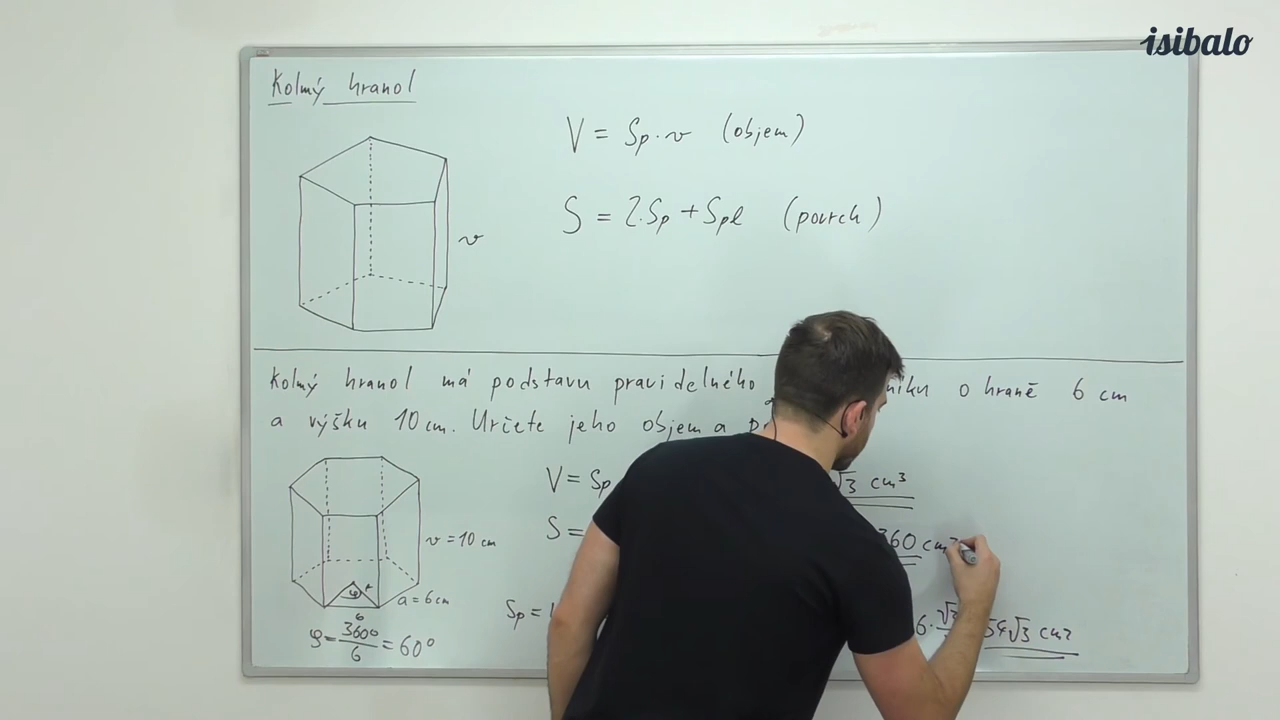 isibalo
Kolmý hranol
V = Sp · v (objem)
S = 2.Sp + Spl (povrch)
v
Kolmý hranol má podstavu pravidelného o hraně 6 cm
a výšku 10 cm. Určete jeho objem a
V = Sp √3 cm³
S = 360 cm²
v = 10 cm
a = 6 cm
φ
6
Sp = 6 · 54√3 cm²
φ = 360° / 6 = 60°